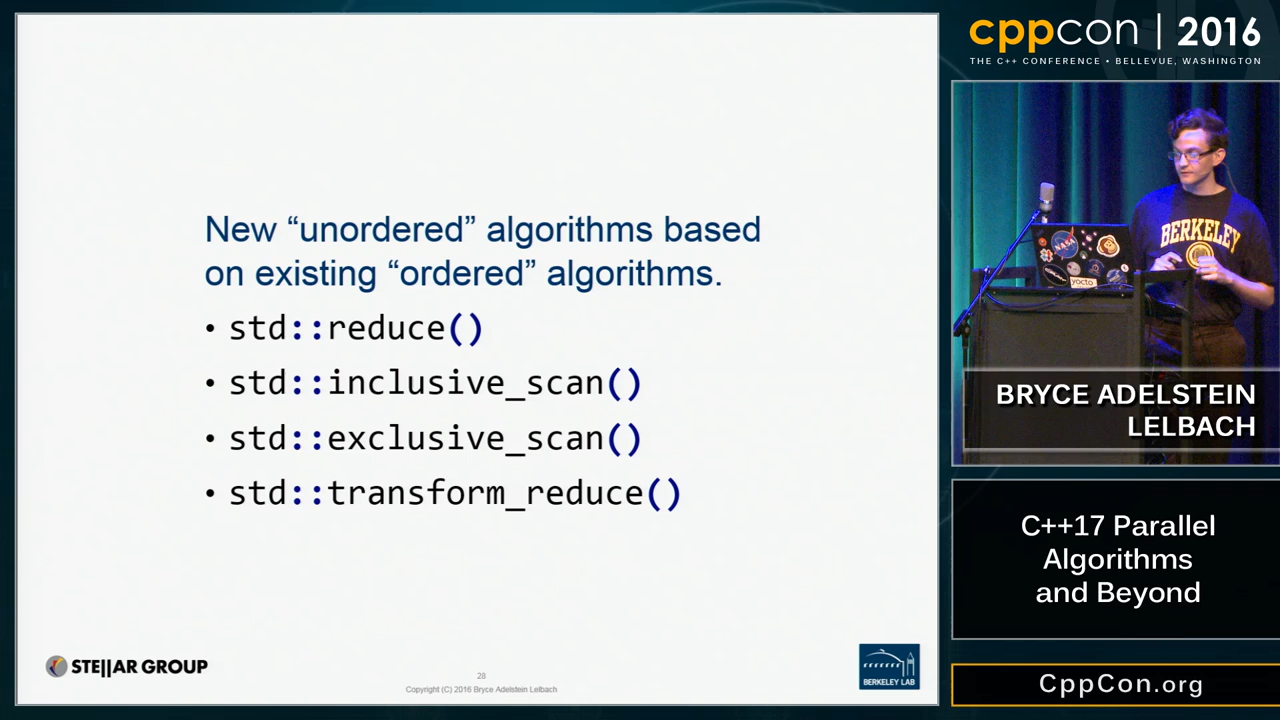 New “unordered” algorithms based
on existing “ordered” algorithms.
• std::reduce()
• std::inclusive_scan()
• std::exclusive_scan()
• std::transform_reduce()
STE||AR GROUP
28
Copyright (C) 2016 Bryce Adelstein Lelbach
BERKELEY LAB
cppcon | 2016
THE C++ CONFERENCE • BELLEVUE, WASHINGTON
NASA
yocto
BERKELEY
BRYCE ADELSTEIN
LELBACH
C++17 Parallel
Algorithms
and Beyond
CppCon.org